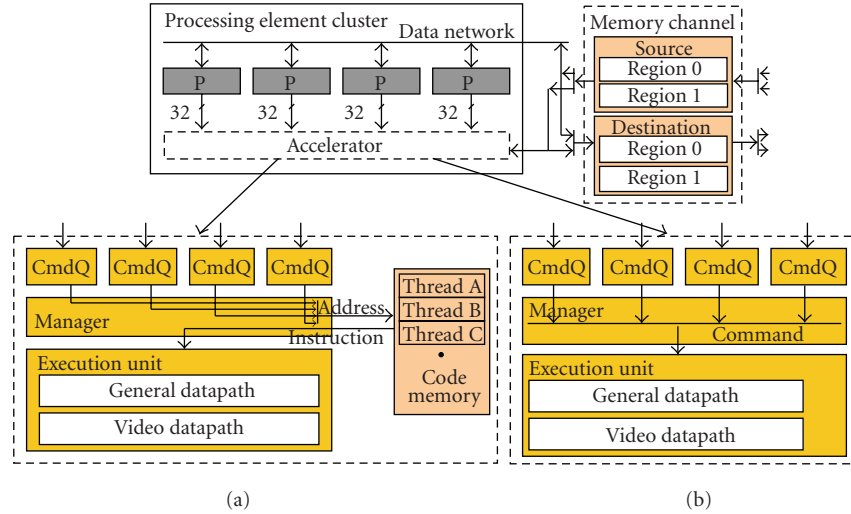 Processing element cluster
Data network
P P P P
32 32 32 32
Accelerator
Memory channel
Source
Region 0
Region 1
Destination
Region 0
Region 1
CmdQ CmdQ CmdQ CmdQ
Manager
Address
Instruction
Execution unit
General datapath
Video datapath
Thread A
Thread B
Thread C
Code
memory
(a)
CmdQ CmdQ CmdQ CmdQ
Manager
Command
Execution unit
General datapath
Video datapath
(b)